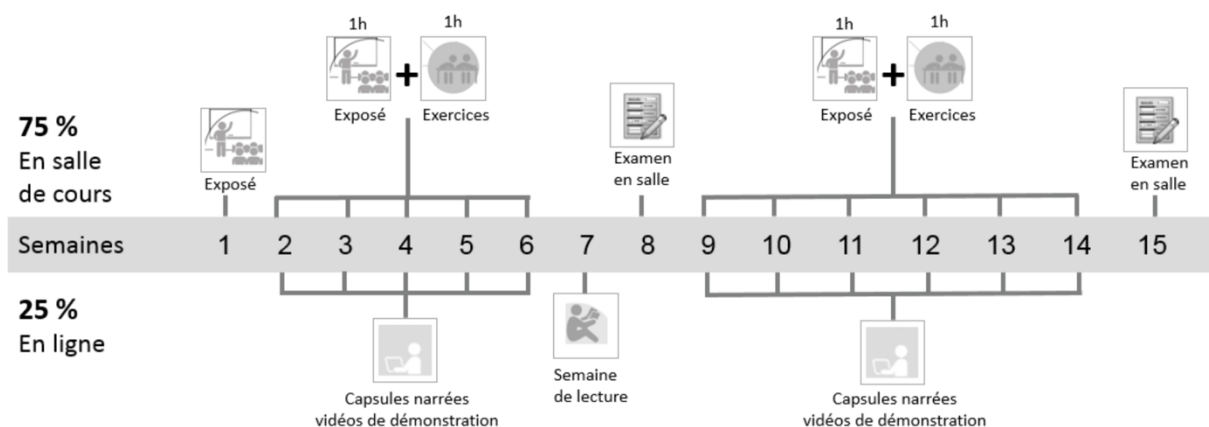 1h
1h
1h
1h
Exposé
Exercices
Exposé
Exercices
75 %
En salle
de cours
Exposé
Examen
en salle
Examen
en salle
Semaines
1
2
3
4
5
6
7
8
9
10
11
12
13
14
15
25 %
En ligne
Capsules narrées
vidéos de démonstration
Semaine
de lecture
Capsules narrées
vidéos de démonstration